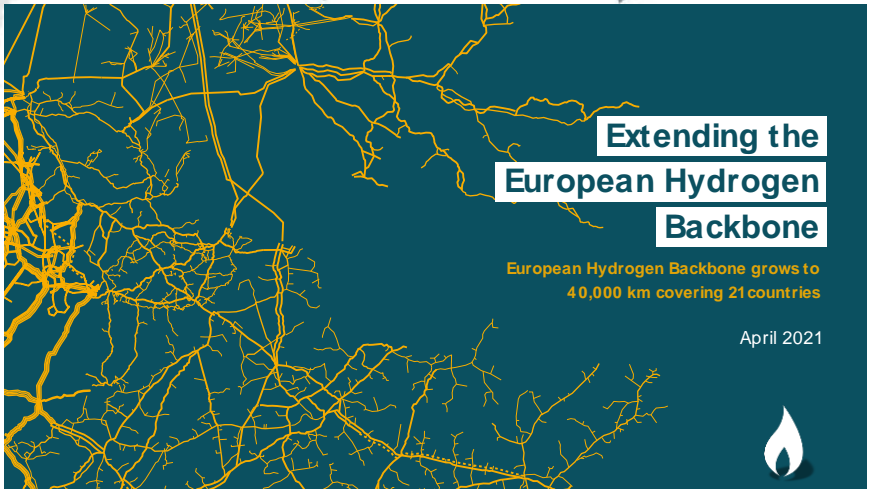 Extending the
European Hydrogen
Backbone
European Hydrogen Backbone grows to
40,000 km covering 21 countries
April 2021